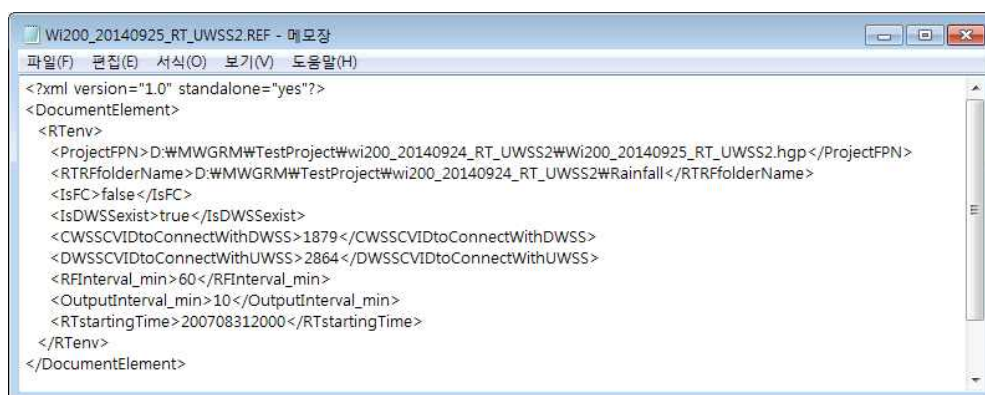 Wi200_20140925_RT_UWSS2.REF - 메모장
파일(F) 편집(E) 서식(O) 보기(V) 도움말(H)
<?xml version="1.0" standalone="yes"?>
<DocumentElement>
<RTenv>
<ProjectFPN>D:₩MWGRM₩TestProject₩wi200_20140924_RT_UWSS2₩Wi200_20140925_RT_UWSS2.hgp</ProjectFPN>
<RTRFfolderName>D:₩MWGRM₩TestProject₩wi200_20140924_RT_UWSS2₩Rainfall</RTRFfolderName>
<IsFC>false</IsFC>
<IsDWSSexist>true</IsDWSSexist>
<CWSSCVIDtoConnectWithDWSS>1879</CWSSCVIDtoConnectWithDWSS>
<DWSSCVIDtoConnectWithUWSS>2864</DWSSCVIDtoConnectWithUWSS>
<RFInterval_min>60</RFInterval_min>
<OutputInterval_min>10</OutputInterval_min>
<RTstartingTime>200708312000</RTstartingTime>
</RTenv>
</DocumentElement>